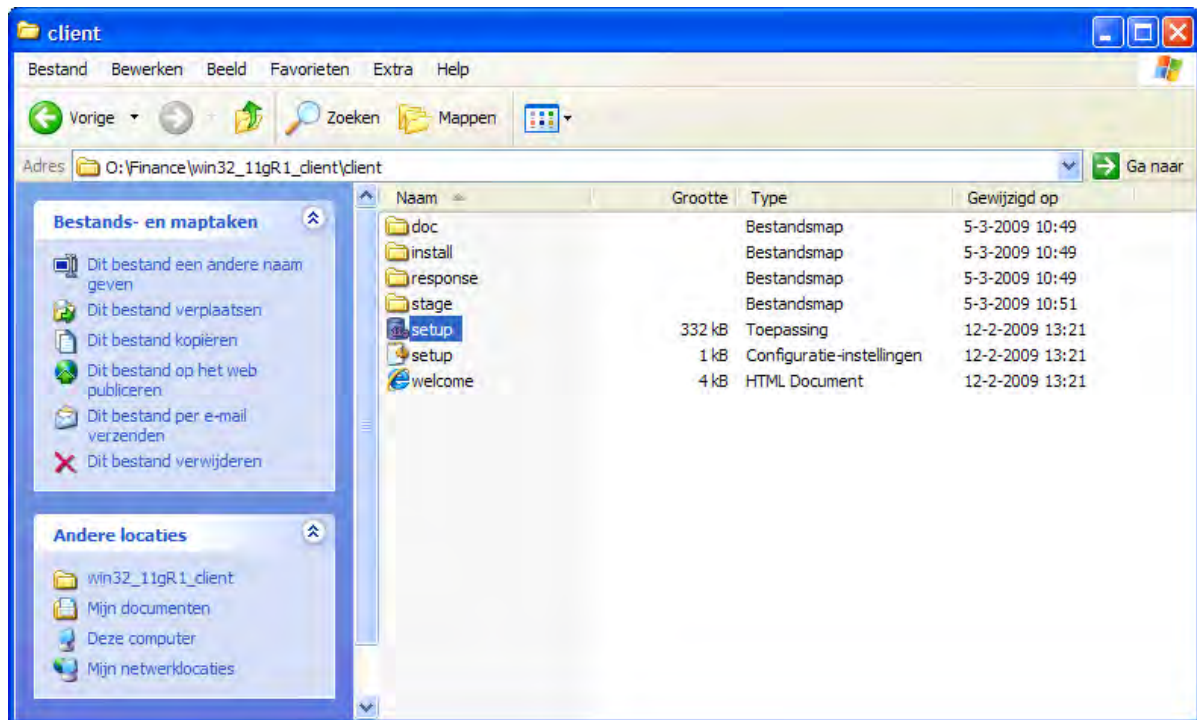 client
Bestand Bewerken Beeld Favorieten Extra Help
Vorige Zoeken Mappen
Adres O:\Finance\win32_11gR1_client\client Ga naar
Naam Grootte Type Gewijzigd op
Bestands- en maptaken
Dit bestand een andere naam
geven
Dit bestand verplaatsen
Dit bestand kopiëren
Dit bestand op het web
publiceren
Dit bestand per e-mail
verzenden
Dit bestand verwijderen
Andere locaties
win32_11gR1_client
Mijn documenten
Deze computer
Mijn netwerklocaties
doc Bestandsmap 5-3-2009 10:49
install Bestandsmap 5-3-2009 10:49
response Bestandsmap 5-3-2009 10:49
stage Bestandsmap 5-3-2009 10:51
setup 332 kB Toepassing 12-2-2009 13:21
setup 1 kB Configuratie-instellingen 12-2-2009 13:21
welcome 4 kB HTML Document 12-2-2009 13:21